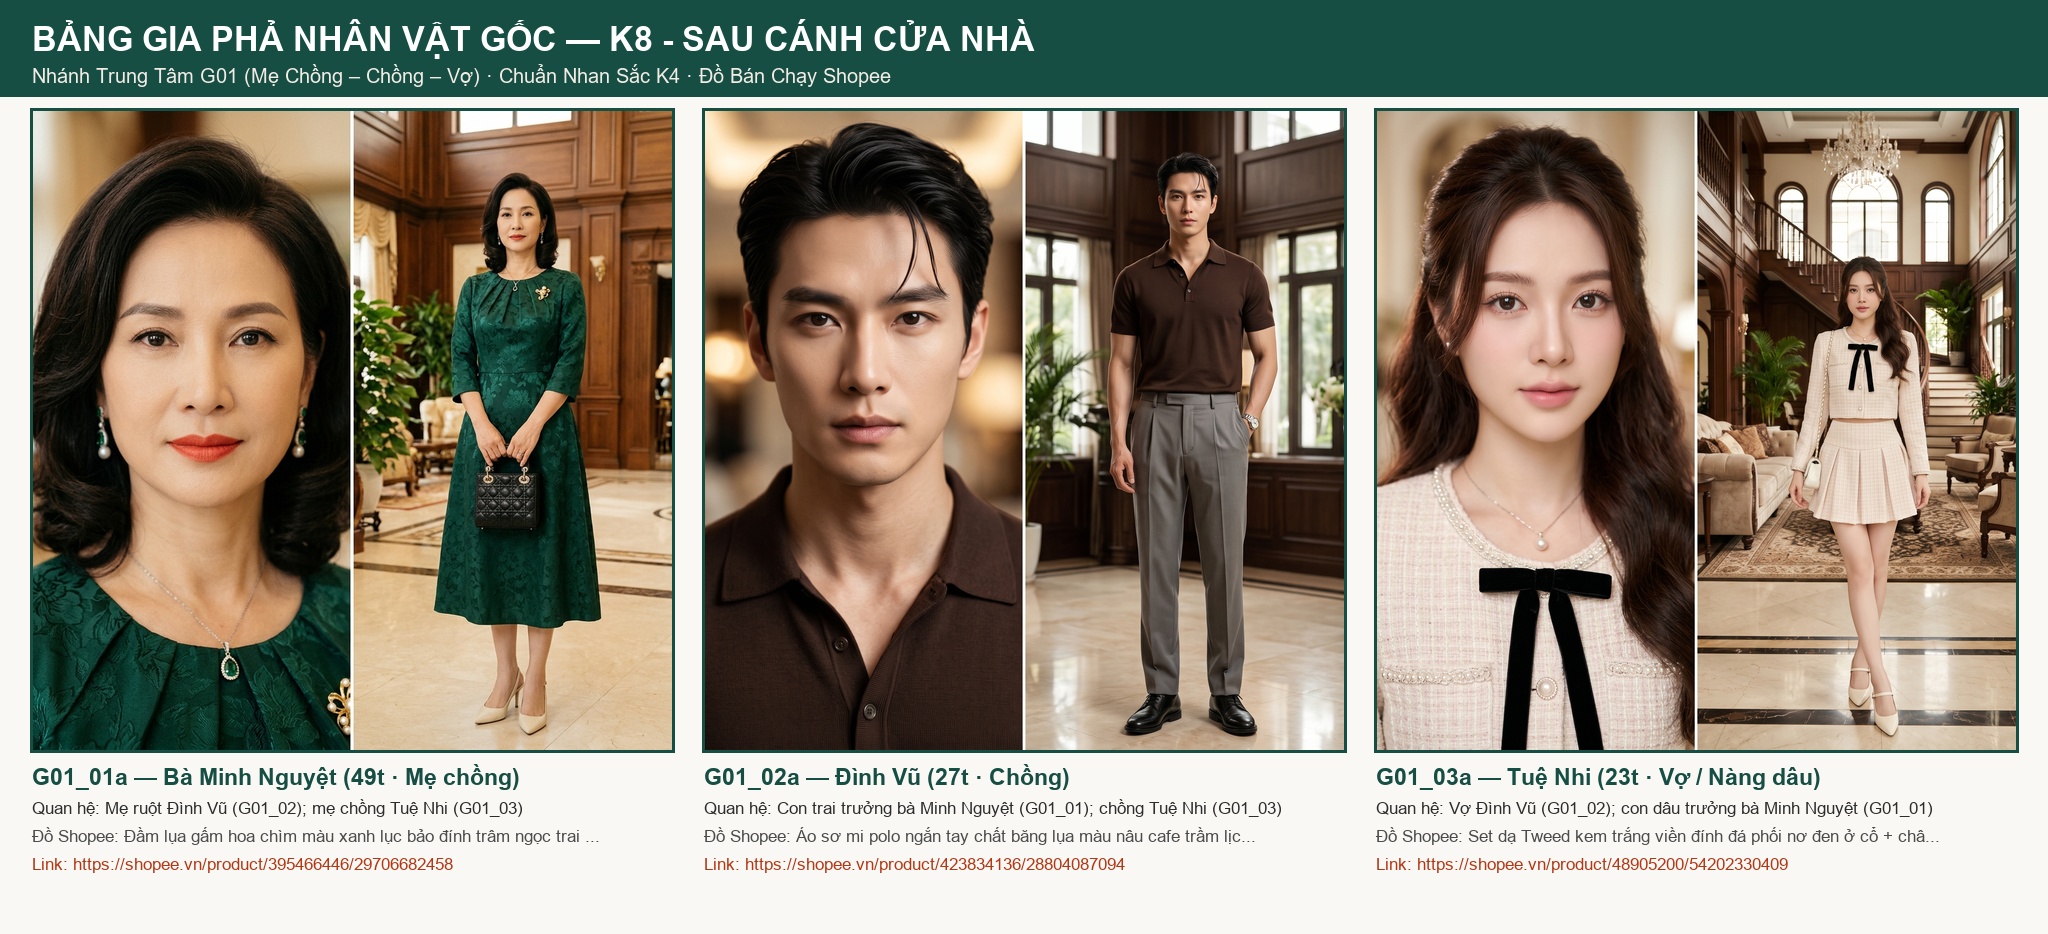 BẢNG GIA PHẢ NHÂN VẬT GỐC — K8 - SAU CÁNH CỬA NHÀ
Nhánh Trung Tâm G01 (Mẹ Chồng – Chồng – Vợ) · Chuẩn Nhan Sắc K4 · Đồ Bán Chạy Shopee
G01_01a — Bà Minh Nguyệt (49t · Mẹ chồng)
Quan hệ: Mẹ ruột Đình Vũ (G01_02); mẹ chồng Tuệ Nhi (G01_03)
Đồ Shopee: Đầm lụa gấm hoa chìm màu xanh lục bảo đính trâm ngọc trai ...
Link: https://shopee.vn/product/395466446/29706682458
G01_02a — Đình Vũ (27t · Chồng)
Quan hệ: Con trai trưởng bà Minh Nguyệt (G01_01); chồng Tuệ Nhi (G01_03)
Đồ Shopee: Áo sơ mi polo ngắn tay chất băng lụa màu nâu cafe trầm lịc...
Link: https://shopee.vn/product/423834136/28804087094
G01_03a — Tuệ Nhi (23t · Vợ / Nàng dâu)
Quan hệ: Vợ Đình Vũ (G01_02); con dâu trưởng bà Minh Nguyệt (G01_01)
Đồ Shopee: Set dạ Tweed kem trắng viền đính đá phối nơ đen ở cổ + châ...
Link: https://shopee.vn/product/48905200/54202330409